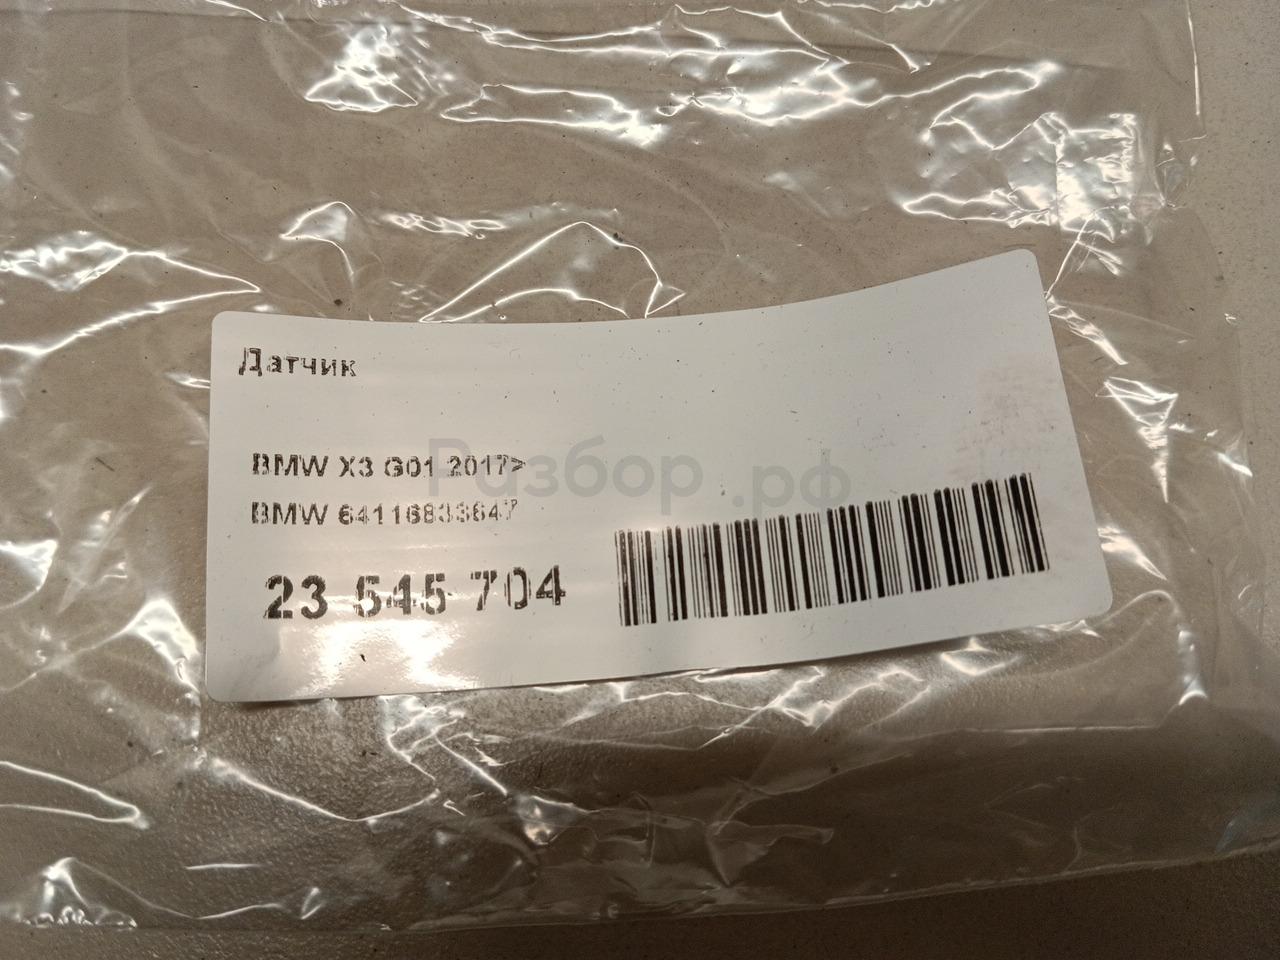 Датчик
BMW X3 G01 2017>
BMW 64116833647
23 545 704
Разбор.рф